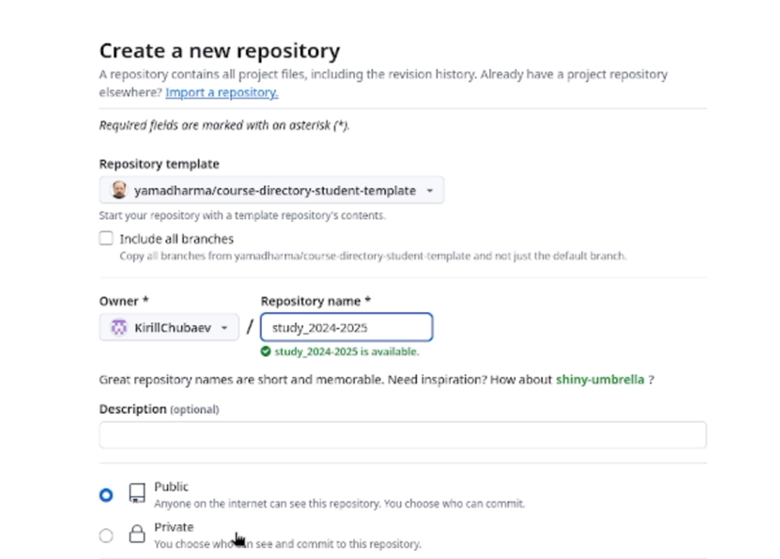 Create a new repository
A repository contains all project files, including the revision history. Already have a project repository
elsewhere? Import a repository.
Required fields are marked with an asterisk (*).
Repository template
yamadharma/course-directory-student-template
Start your repository with a template repository's contents.
Include all branches
Copy all branches from yamadharma/course-directory-student-template and not just the default branch.
Owner * Repository name *
KirillChubaev / study_2024-2025
study_2024-2025 is available.
Great repository names are short and memorable. Need inspiration? How about shiny-umbrella ?
Description (optional)
Public
Anyone on the internet can see this repository. You choose who can commit.
Private
You choose who can see and commit to this repository.